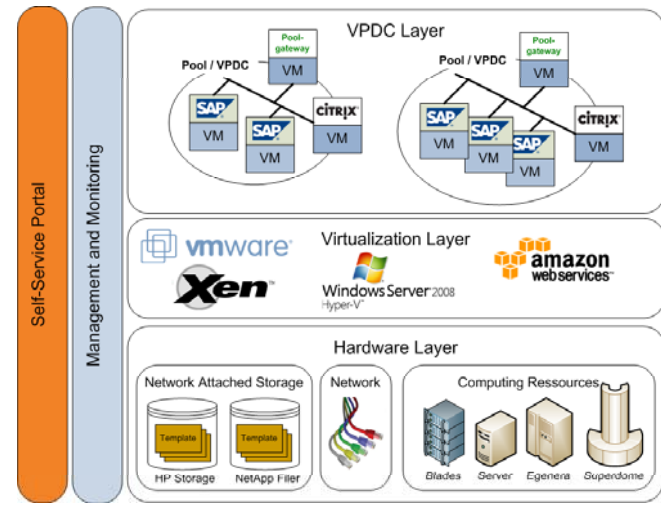 Self-Service Portal
Management and Monitoring
VPDC Layer
Pool-
gateway
VM
Pool / VPDC
SAP
VM
SAP
VM
CITRIX
VM
Pool-
gateway
VM
Pool / VPDC
SAP
VM
SAP
VM
SAP
VM
CITRIX
VM
Virtualization Layer
vmware®
Xen™
Windows Server 2008
Hyper-V™
amazon
webservices™
Hardware Layer
Network Attached Storage
Template
HP Storage
Template
NetApp Filer
Network
Computing Ressources
Blades
Server
Egenera
Superdome